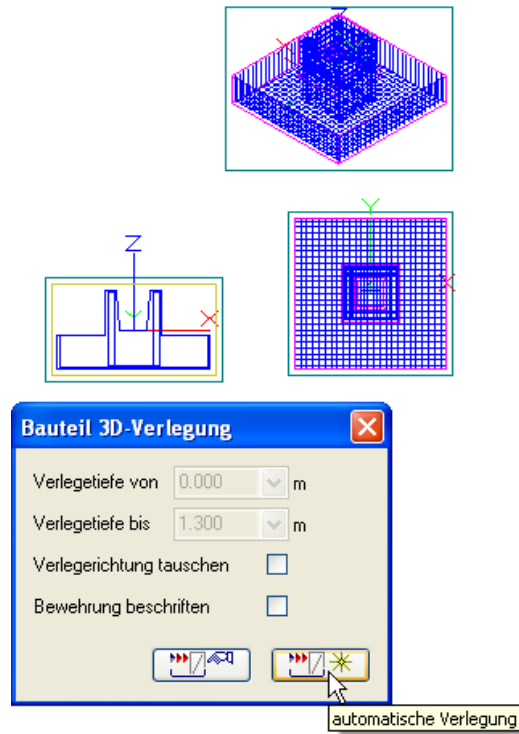 Z
Y
Z
X
X
Bauteil 3D-Verlegung
Verlegetiefe von 0.000 m
Verlegetiefe bis 1.300 m
Verlegerichtung tauschen
Bewehrung beschriften
automatische Verlegung